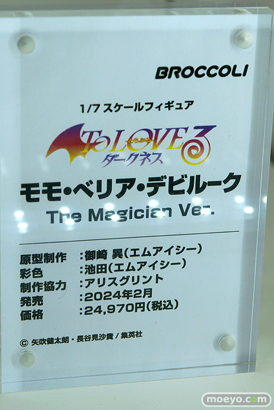 BROCCOLI
1/7 スケールフィギュア
To LOVEる
とらぶる
ダークネス
モモ・ベリア・デビルーク
The Magician Ver.
原型制作 :御崎 晃(エムアイシー)
彩色 :池田(エムアイシー)
制作協力 :アリスグリント
発売 :2024年2月
価格 :24,970円(税込)
© 矢吹健太朗・長谷見沙貴/集英社
moeyo.com